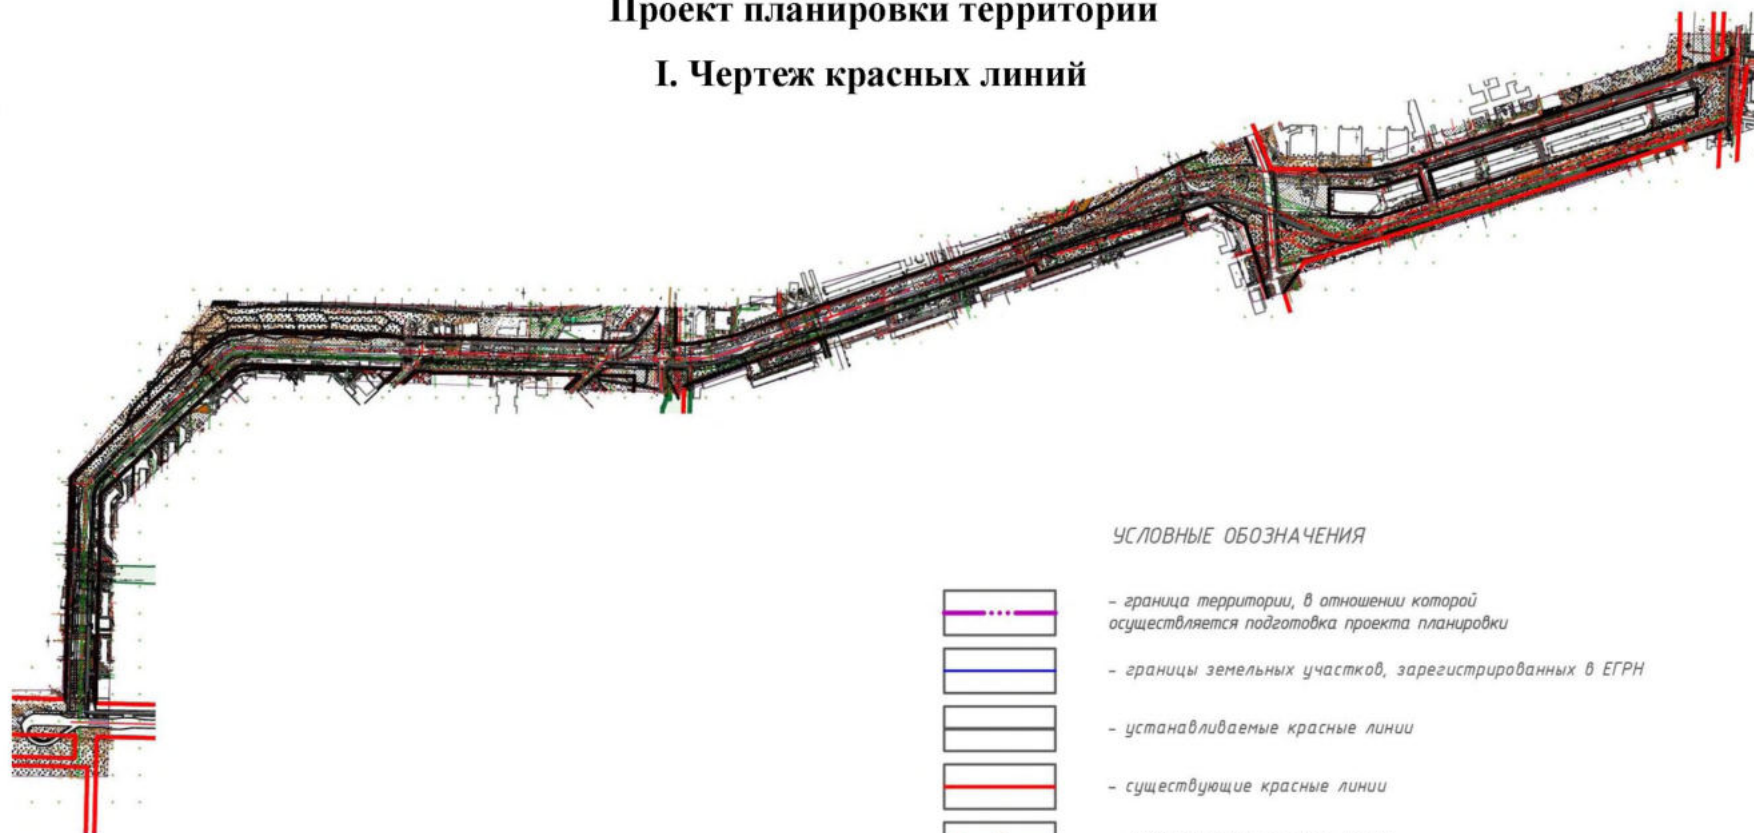 Проект планировки территории
I. Чертеж красных линий
УСЛОВНЫЕ ОБОЗНАЧЕНИЯ
- граница территории, в отношении которой
осуществляется подготовка проекта планировки
- границы земельных участков, зарегистрированных в ЕГРН
- устанавливаемые красные линии
- существующие красные линии